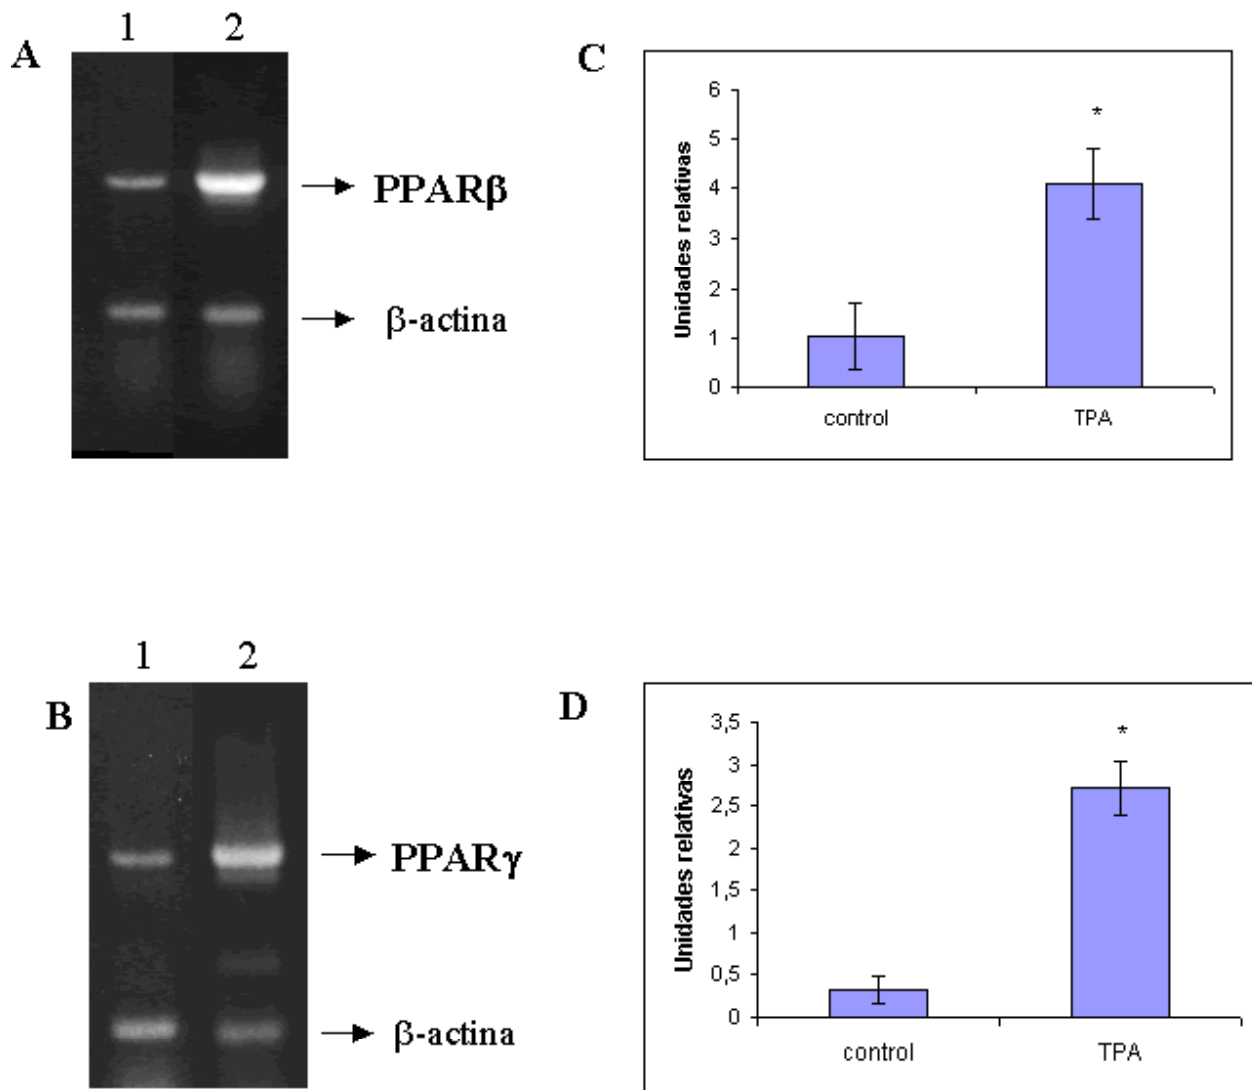 A
1 2
PPARβ
β-actina
C
Unidades relativas
6
5
4
3
2
1
0
*
control TPA
B
1 2
PPARγ
β-actina
D
Unidades relativas
3,5
3
2,5
2
1,5
1
0,5
0
*
control TPA